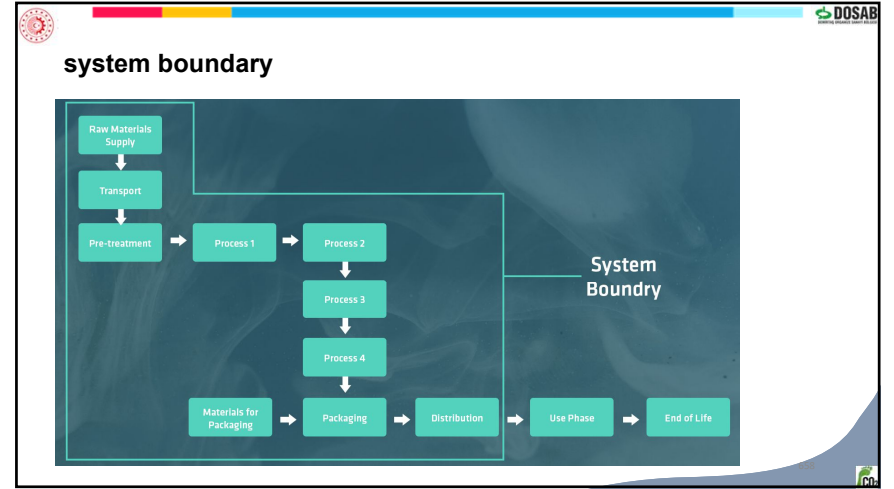 DOSAB
system boundary
Raw Materials
Supply
Transport
Pre-treatment
Process 1
Process 2
System
Boundry
Process 3
Process 4
Materials for
Packaging
Packaging
Distribution
Use Phase
End of Life
CO₂